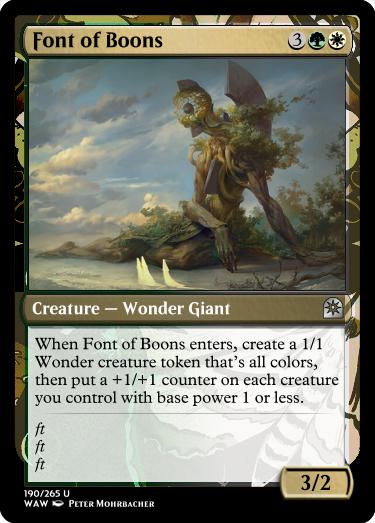 Font of Boons 3
Creature — Wonder Giant
When Font of Boons enters, create a 1/1
Wonder creature token that's all colors,
then put a +1/+1 counter on each creature
you control with base power 1 or less.
ft
ft
ft
3/2
190/265 U
WAW Peter Mohrbacher